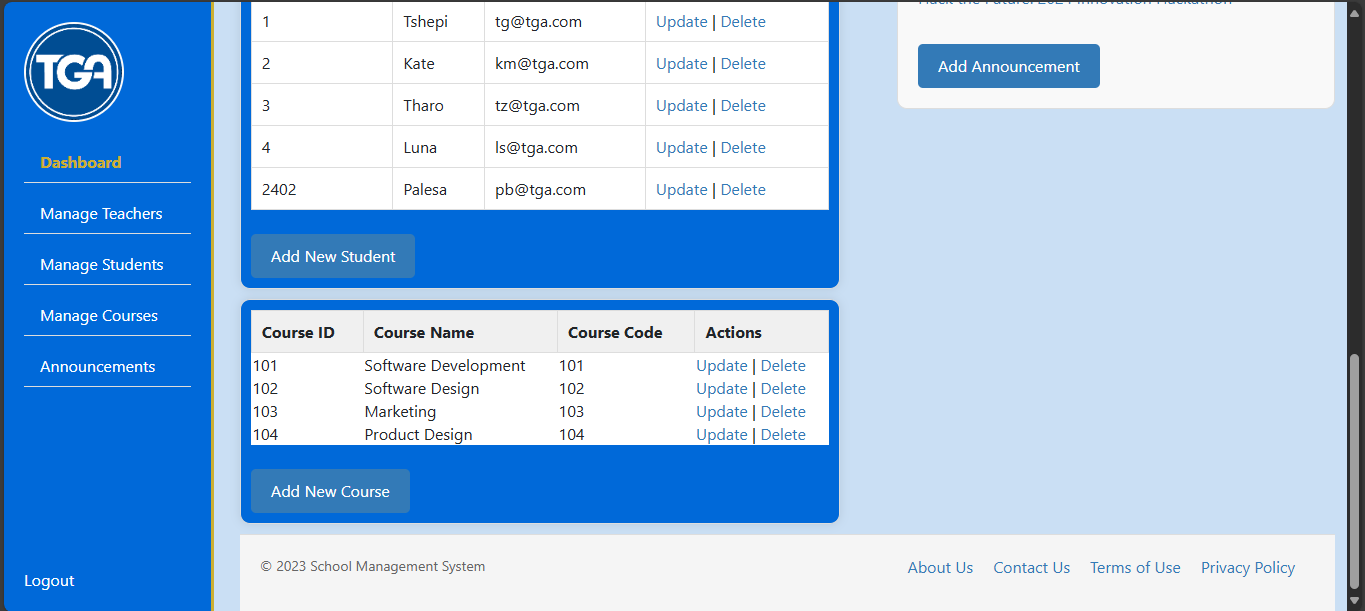 TGA
Dashboard
Manage Teachers
Manage Students
Manage Courses
Announcements
Logout
1 Tshepi tg@tga.com Update | Delete
2 Kate km@tga.com Update | Delete
3 Tharo tz@tga.com Update | Delete
4 Luna ls@tga.com Update | Delete
2402 Palesa pb@tga.com Update | Delete
Add New Student
Course ID Course Name Course Code Actions
101 Software Development 101 Update | Delete
102 Software Design 102 Update | Delete
103 Marketing 103 Update | Delete
104 Product Design 104 Update | Delete
Add New Course
Add Announcement
© 2023 School Management System
About Us Contact Us Terms of Use Privacy Policy